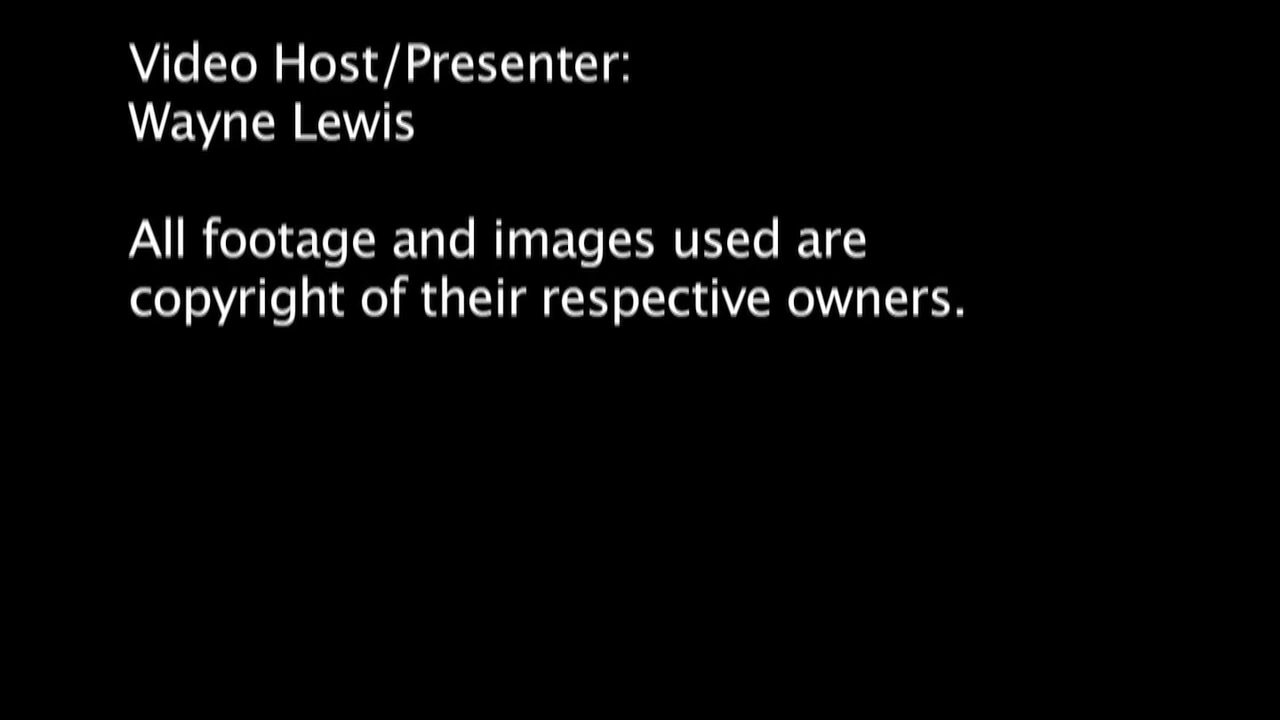 Video Host/Presenter:
Wayne Lewis
All footage and images used are
copyright of their respective owners.